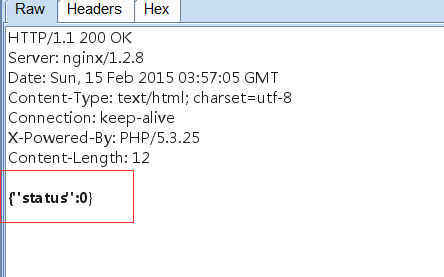 Raw Headers Hex
HTTP/1.1 200 OK
Server: nginx/1.2.8
Date: Sun, 15 Feb 2015 03:57:05 GMT
Content-Type: text/html; charset=utf-8
Connection: keep-alive
X-Powered-By: PHP/5.3.25
Content-Length: 12
{"status":0}